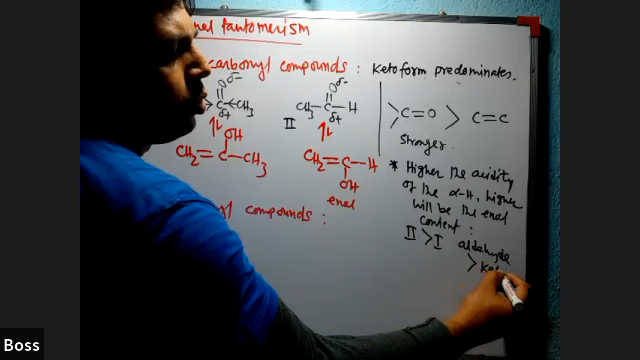 tautomerism
carbonyl compounds : Keto form predominates.
O δ-
C ← CH3
δ+
OH
CH2=C-CH3
O δ-
CH3-C-H
δ+
II
CH2=C-H
OH
enol
compounds :
C=O > C=C
Stronger
* Higher the acidity
of the α-H, higher
will be the enol
content :
II > I aldehyde
>
Boss